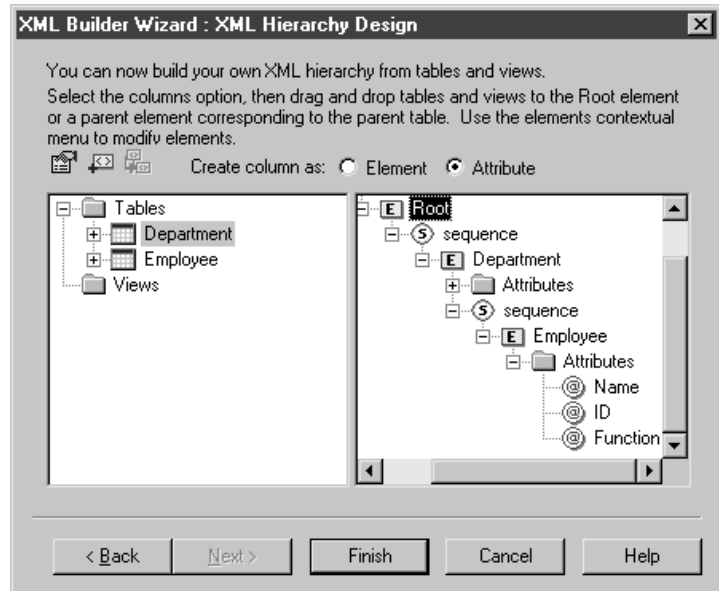 XML Builder Wizard : XML Hierarchy Design
You can now build your own XML hierarchy from tables and views.
Select the columns option, then drag and drop tables and views to the Root element
or a parent element corresponding to the parent table. Use the elements contextual
menu to modify elements.
Create column as: Element Attribute
Tables
Department
Employee
Views
E Root
S sequence
E Department
Attributes
S sequence
E Employee
Attributes
@ Name
@ ID
@ Function
< Back Next > Finish Cancel Help